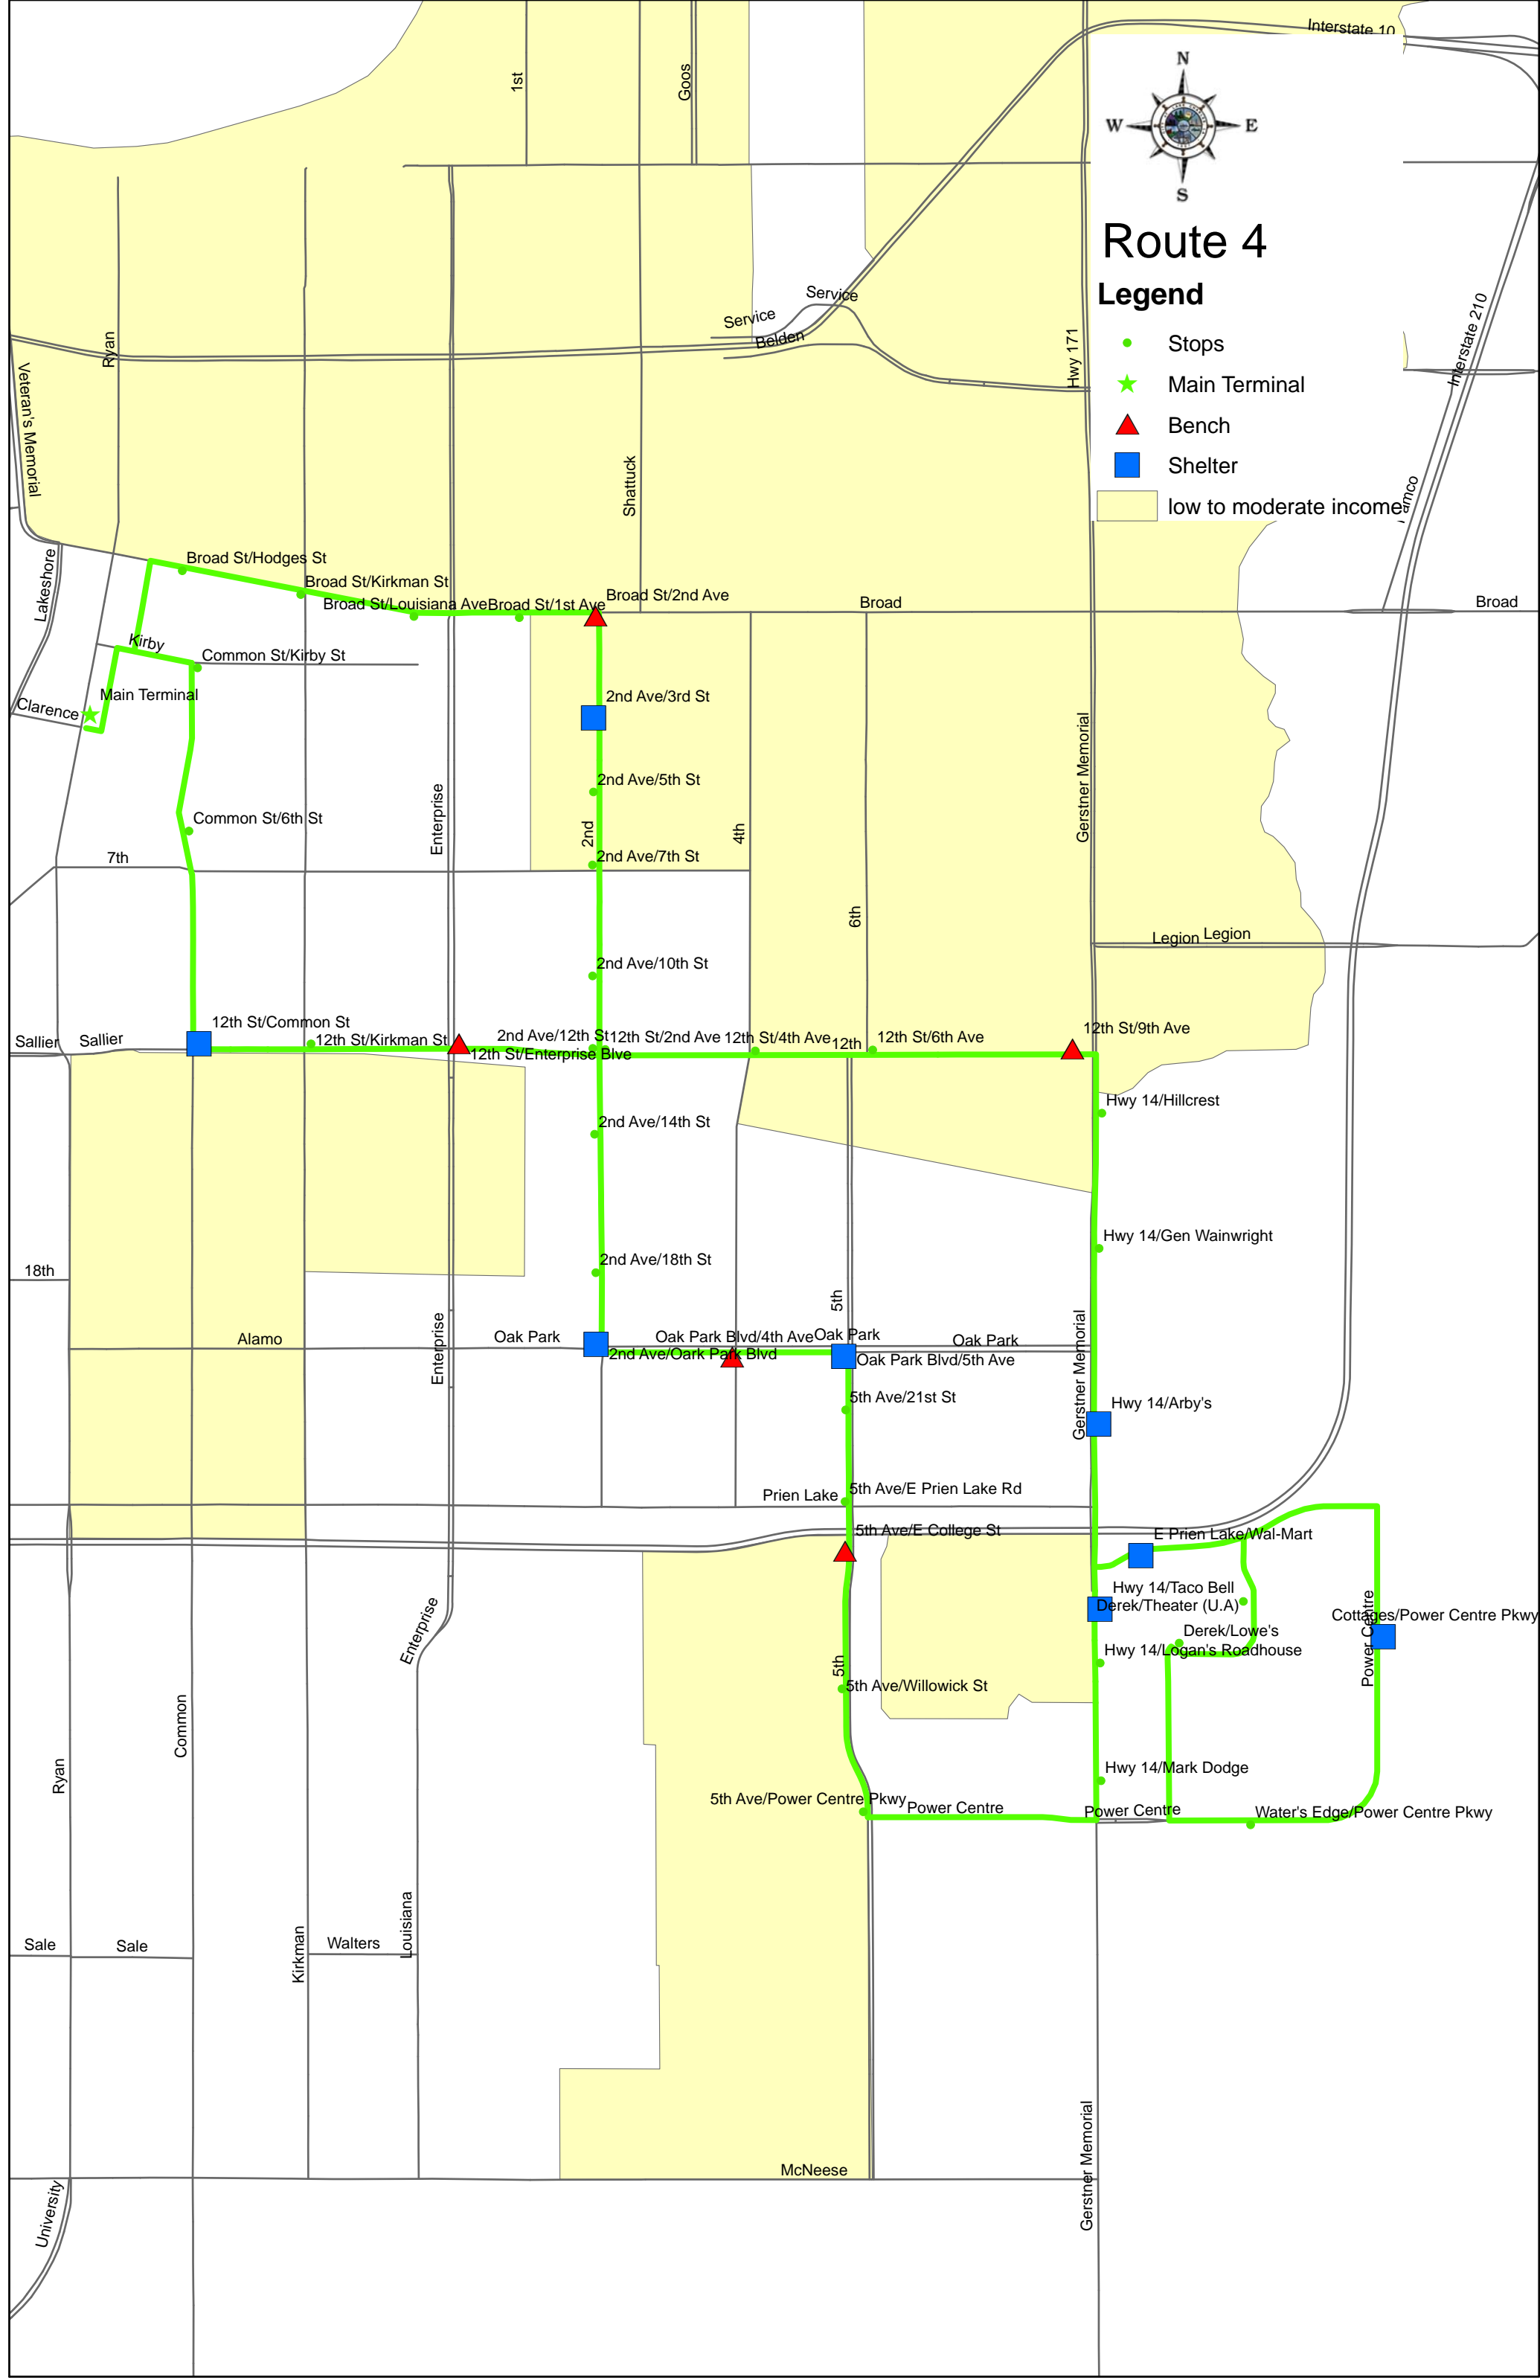 Interstate 10
1st
Goos
N
W
E
S
Route 4
Legend
Stops
Main Terminal
Bench
Shelter
low to moderate income
Service
Service
Belden
Hwy 171
Interstate 210
Ryan
Veteran's Memorial
Shattuck
Lakeshore
Broad St/Hodges St
Broad St/Kirkman St
Broad St/Louisiana Ave
Broad St/1st Ave
Broad St/2nd Ave
Broad
Broad
Kirby
Common St/Kirby St
Main Terminal
Clarence
2nd Ave/3rd St
Gerstner Memorial
2nd Ave/5th St
Enterprise
2nd
4th
Common St/6th St
7th
2nd Ave/7th St
6th
Legion
Legion
2nd Ave/10th St
Sallier
Sallier
12th St/Common St
12th St/Kirkman St
2nd Ave/12th St
12th St/2nd Ave
12th St/4th Ave
12th
12th St/6th Ave
12th St/9th Ave
12th St/Enterprise Blve
Hwy 14/Hillcrest
2nd Ave/14th St
Hwy 14/Gen Wainwright
2nd Ave/18th St
18th
5th
Alamo
Enterprise
Oak Park
Oak Park Blvd/4th Ave
Oak Park
Oak Park
2nd Ave/Oark Park Blvd
Oak Park Blvd/5th Ave
Gerstner Memorial
5th Ave/21st St
Hwy 14/Arby's
Prien Lake
5th Ave/E Prien Lake Rd
5th Ave/E College St
E Prien Lake/Wal-Mart
Hwy 14/Taco Bell
Derek/Theater (U.A)
Cottages/Power Centre Pkwy
Power Centre
Derek/Lowe's
Hwy 14/Logan's Roadhouse
Enterprise
5th
5th Ave/Willowick St
Common
Ryan
Hwy 14/Mark Dodge
5th Ave/Power Centre Pkwy
Power Centre
Power Centre
Water's Edge/Power Centre Pkwy
Sale
Sale
Kirkman
Walters
Louisiana
McNeese
Gerstner Memorial
University